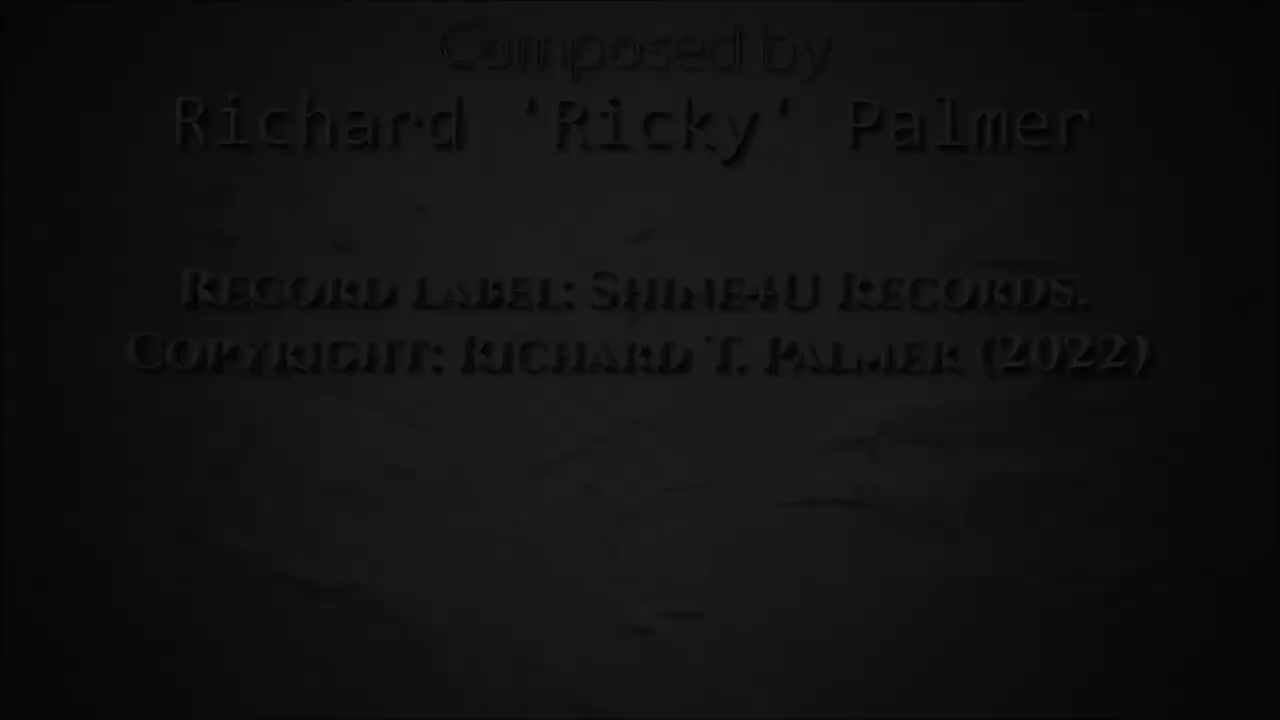 Composed by
Richard 'Ricky' Palmer
RECORD LABEL: SHINE4U RECORDS.
COPYRIGHT: RICHARD T. PALMER (2022)